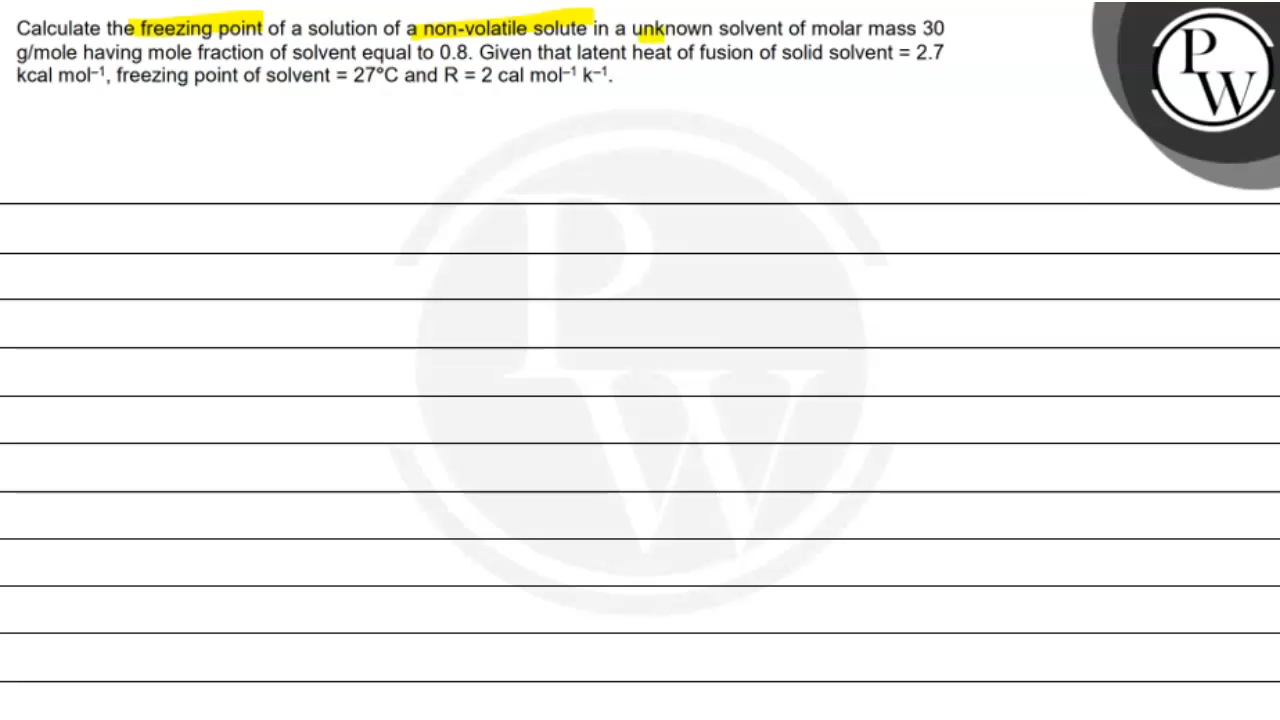 Calculate the freezing point of a solution of a non-volatile solute in a unknown solvent of molar mass 30
g/mole having mole fraction of solvent equal to 0.8. Given that latent heat of fusion of solid solvent = 2.7
kcal mol⁻¹, freezing point of solvent = 27°C and R = 2 cal mol⁻¹ k⁻¹.
P
W
P
W